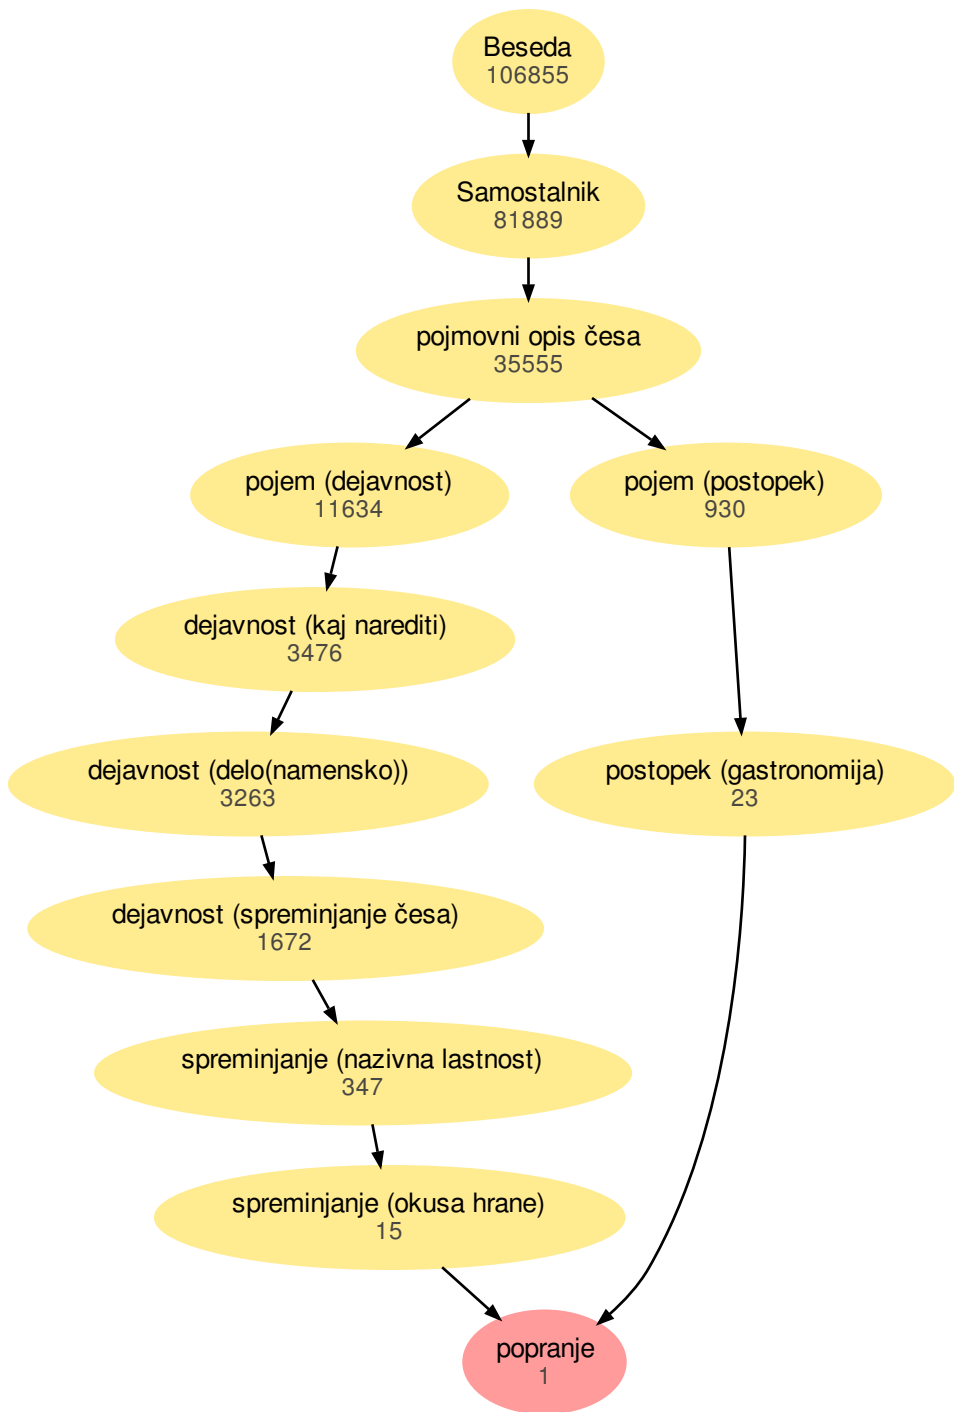 Beseda
106855
Samostalnik
81889
pojmovni opis česa
35555
pojem (dejavnost)
11634
pojem (postopek)
930
dejavnost (kaj narediti)
3476
dejavnost (delo(namensko))
3263
postopek (gastronomija)
23
dejavnost (spreminjanje česa)
1672
spreminjanje (nazivna lastnost)
347
spreminjanje (okusa hrane)
15
popranje
1